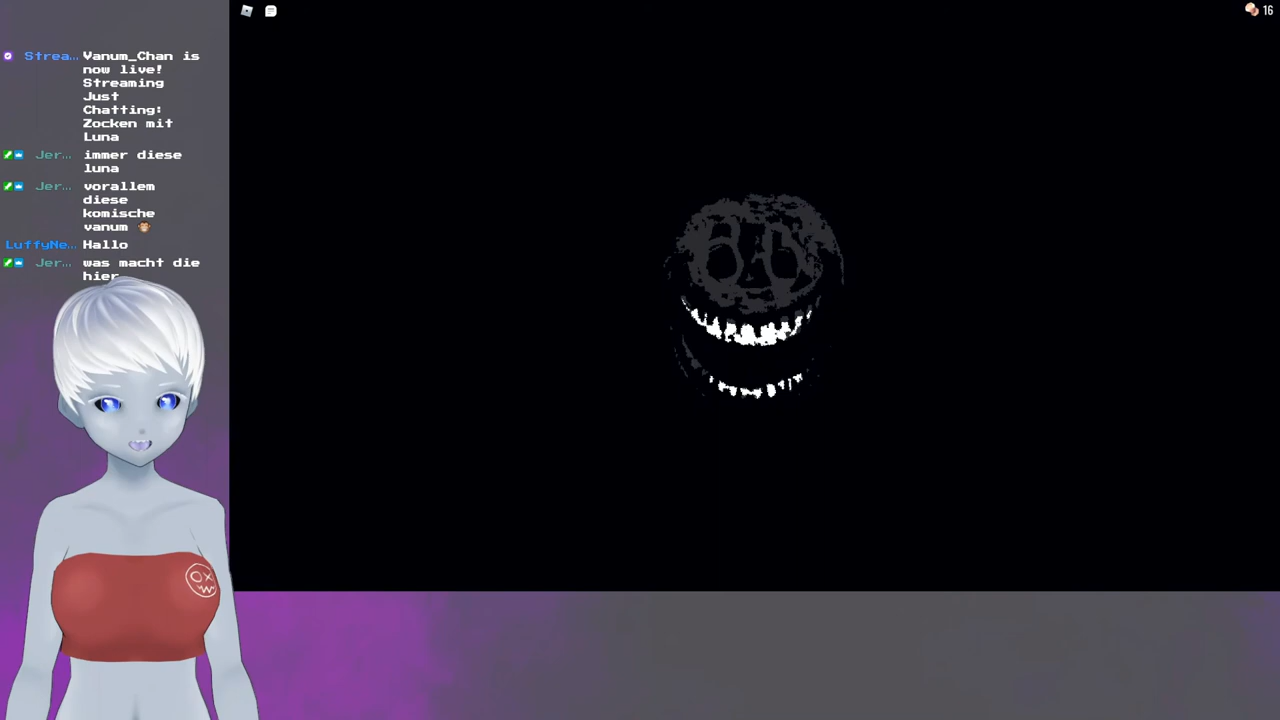 16
Strea... Vanum_Chan is
now live!
Streaming
Just
Chatting:
Zocken mit
Luna
Jer... immer diese
luna
Jer... vorallem
diese
komische
vanum
LuffyNe... Hallo
Jer... was macht die
hier